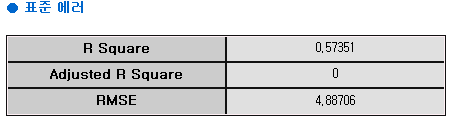 ● 표준 에러
R Square 0,57351
Adjusted R Square 0
RMSE 4,88706